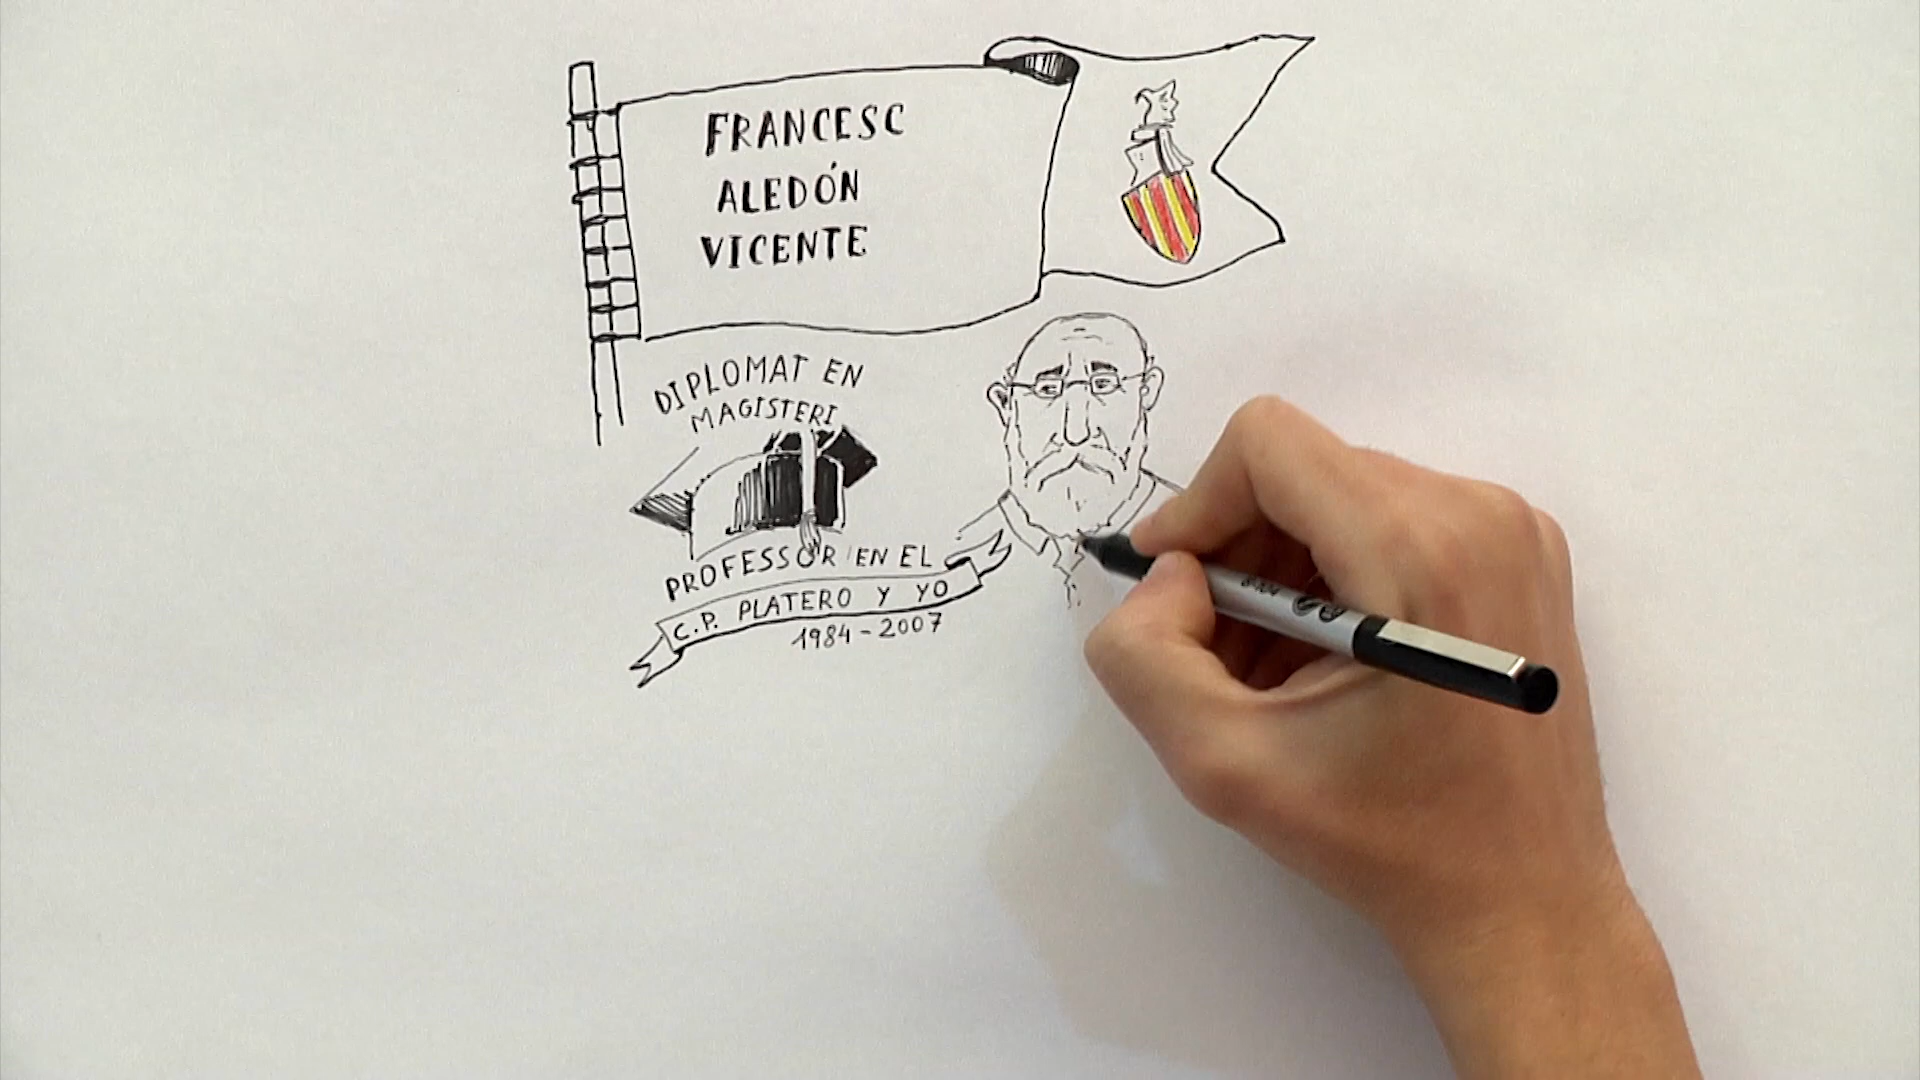 FRANCESC
ALEDÓN
VICENTE
DIPLOMAT EN
MAGISTERI
PROFESSOR EN EL
C.P. PLATERO Y YO
1984-2007